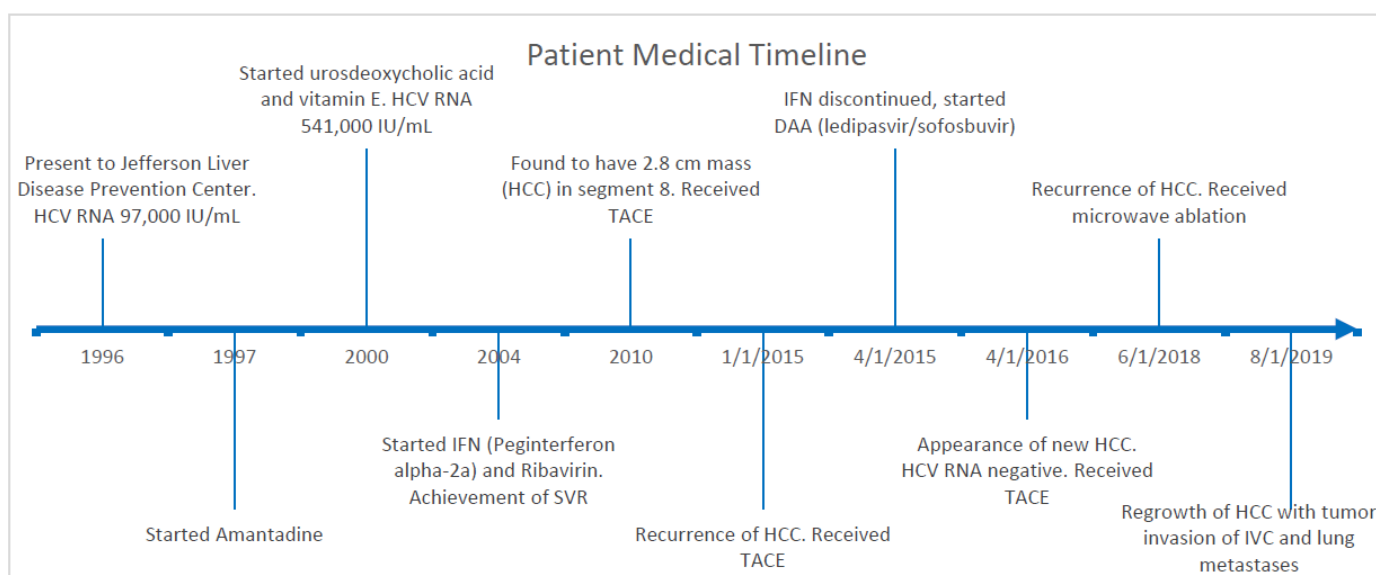 Patient Medical Timeline
Started urosdeoxycholic acid
and vitamin E. HCV RNA
541,000 IU/mL
IFN discontinued, started
DAA (ledipasvir/sofosbuvir)
Present to Jefferson Liver
Disease Prevention Center.
HCV RNA 97,000 IU/mL
Found to have 2.8 cm mass
(HCC) in segment 8. Received
TACE
Recurrence of HCC. Received
microwave ablation
1996 1997 2000 2004 2010 1/1/2015 4/1/2015 4/1/2016 6/1/2018 8/1/2019
Started IFN (Peginterferon
alpha-2a) and Ribavirin.
Achievement of SVR
Appearance of new HCC.
HCV RNA negative. Received
TACE
Started Amantadine
Recurrence of HCC. Received
TACE
Regrowth of HCC with tumor
invasion of IVC and lung
metastases